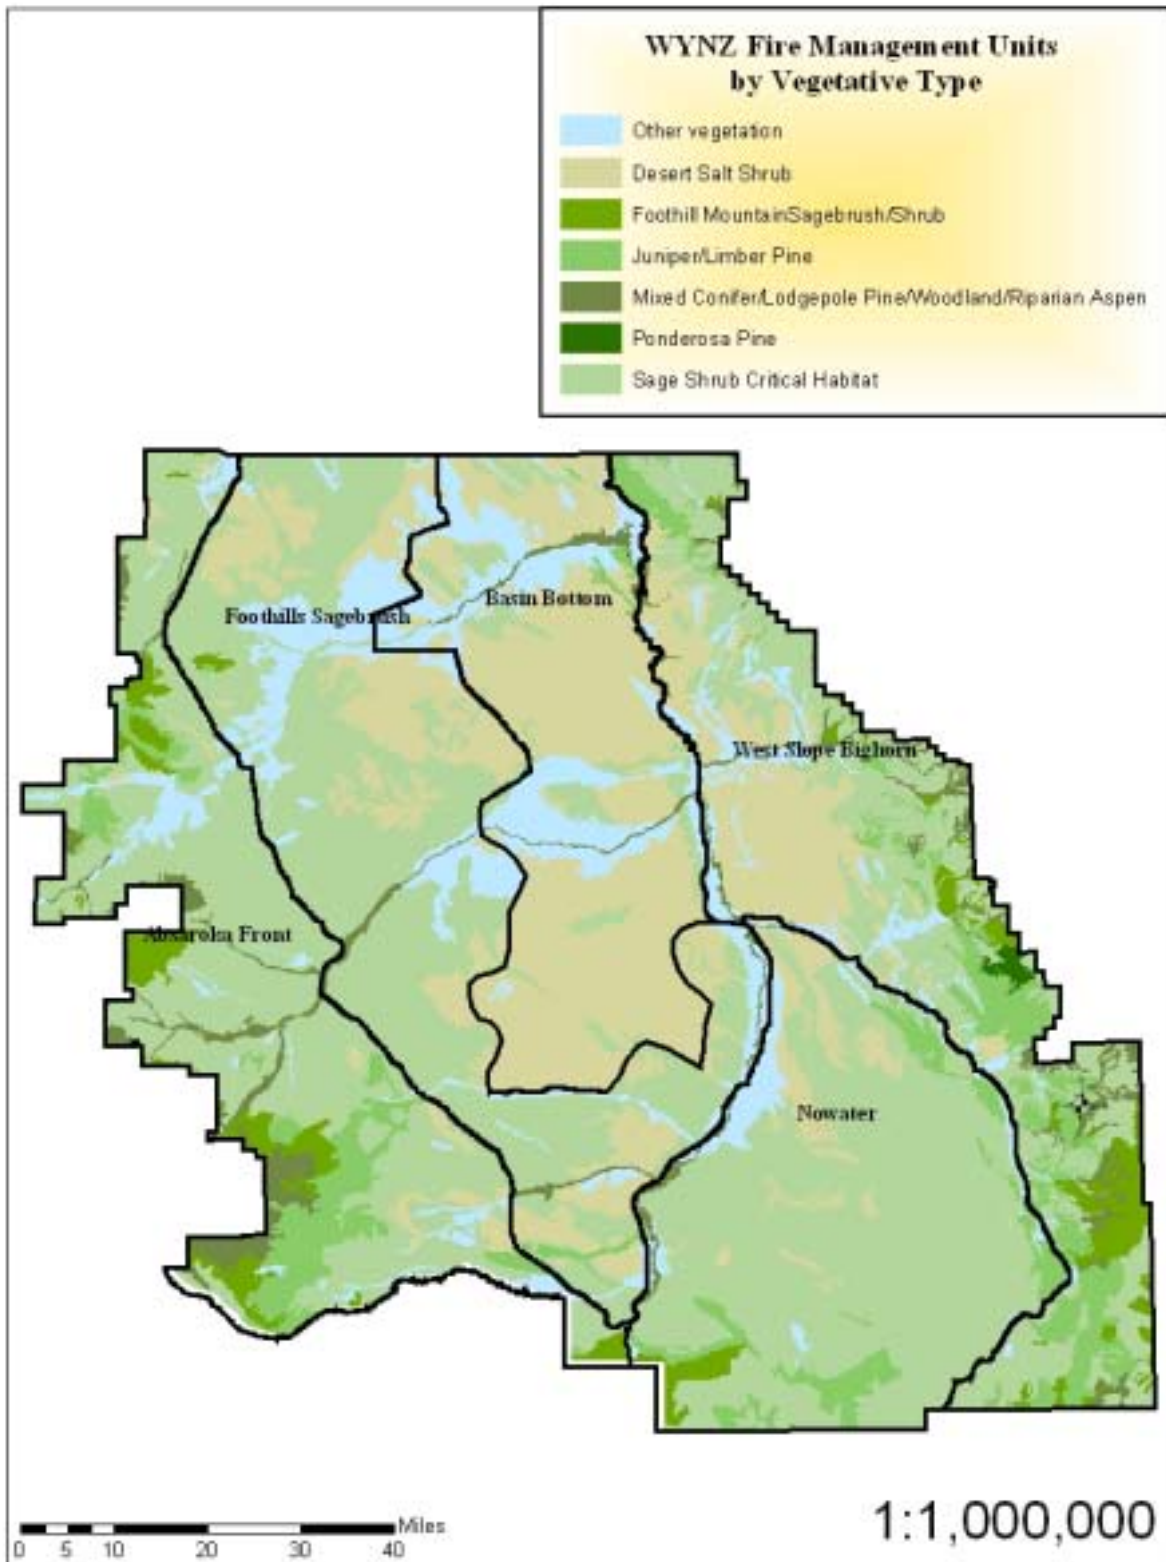 WYNZ Fire Management Units
by Vegetative Type
Other vegetation
Desert Salt Shrub
Foothill MountainSagebrush/Shrub
Juniper/Limber Pine
Mixed Conifer/Lodgepole Pine/Woodland/Riparian Aspen
Ponderosa Pine
Sage Shrub Critical Habitat
Basin Bottom
Foothills Sagebrush
West Slope Bighorn
Absaroka Front
Nowater
Miles
0 5 10 20 30 40
1:1,000,000